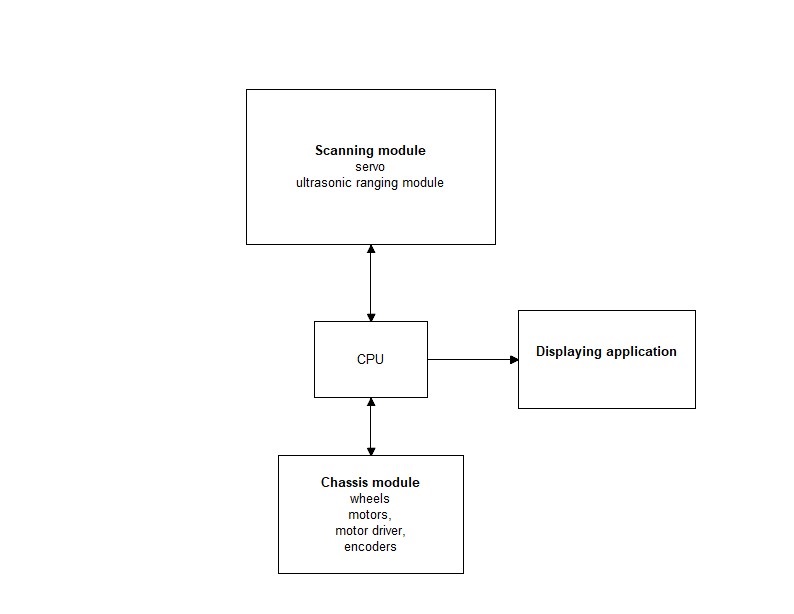 Scanning module
servo
ultrasonic ranging module
CPU
Displaying application
Chassis module
wheels
motors,
motor driver,
encoders